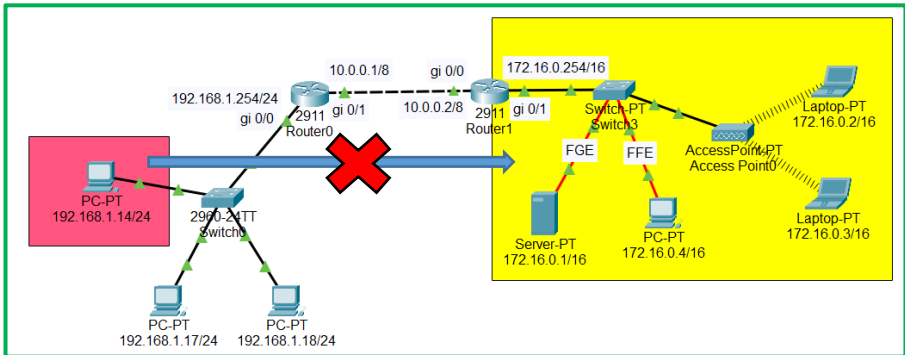 10.0.0.1/8
gi 0/0
172.16.0.254/16
192.168.1.254/24
gi 0/0
2911
Router0
gi 0/1
10.0.0.2/8
2911
Router1
gi 0/1
Switch-PT
Switch3
Laptop-PT
172.16.0.2/16
AccessPoint-PT
Access Point0
FGE
FFE
PC-PT
192.168.1.14/24
2960-24TT
Switch0
Server-PT
172.16.0.1/16
PC-PT
172.16.0.4/16
Laptop-PT
172.16.0.3/16
PC-PT
192.168.1.17/24
PC-PT
192.168.1.18/24